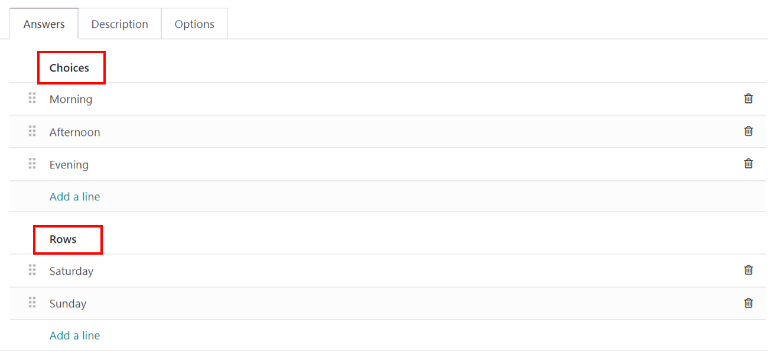 Answers Description Options
Choices
Morning
Afternoon
Evening
Add a line
Rows
Saturday
Sunday
Add a line